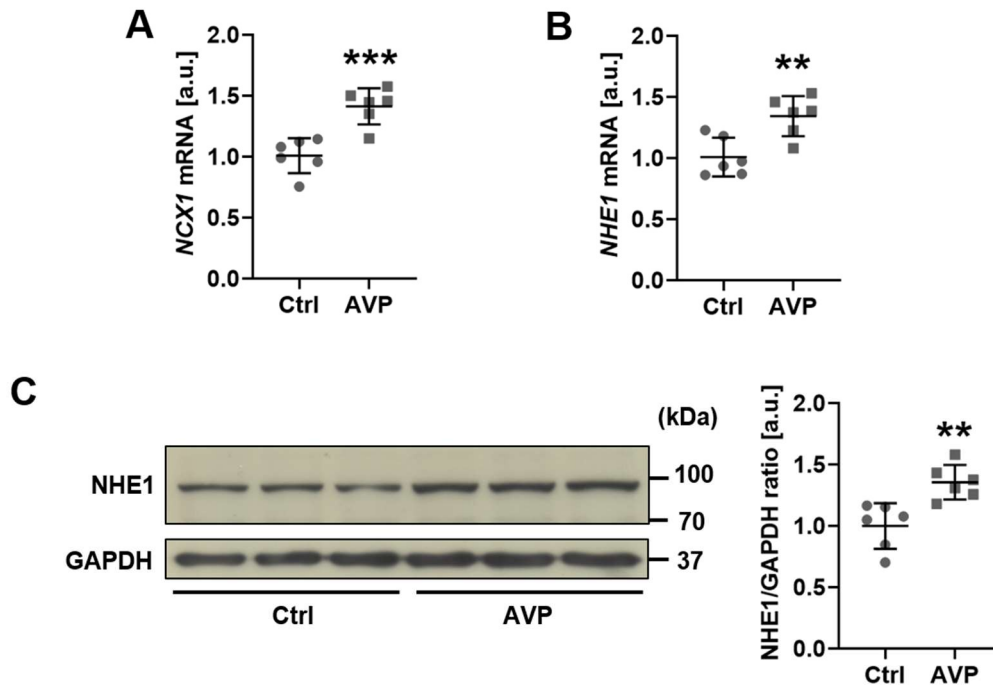 A
NCX1 mRNA [a.u.]
2.0
1.5
1.0
0.5
0.0
***
Ctrl AVP
B
NHE1 mRNA [a.u.]
2.0
1.5
1.0
0.5
0.0
**
Ctrl AVP
C
(kDa)
NHE1
100
70
GAPDH
37
Ctrl AVP
NHE1/GAPDH ratio [a.u.]
2.0
1.5
1.0
0.5
0.0
**
Ctrl AVP